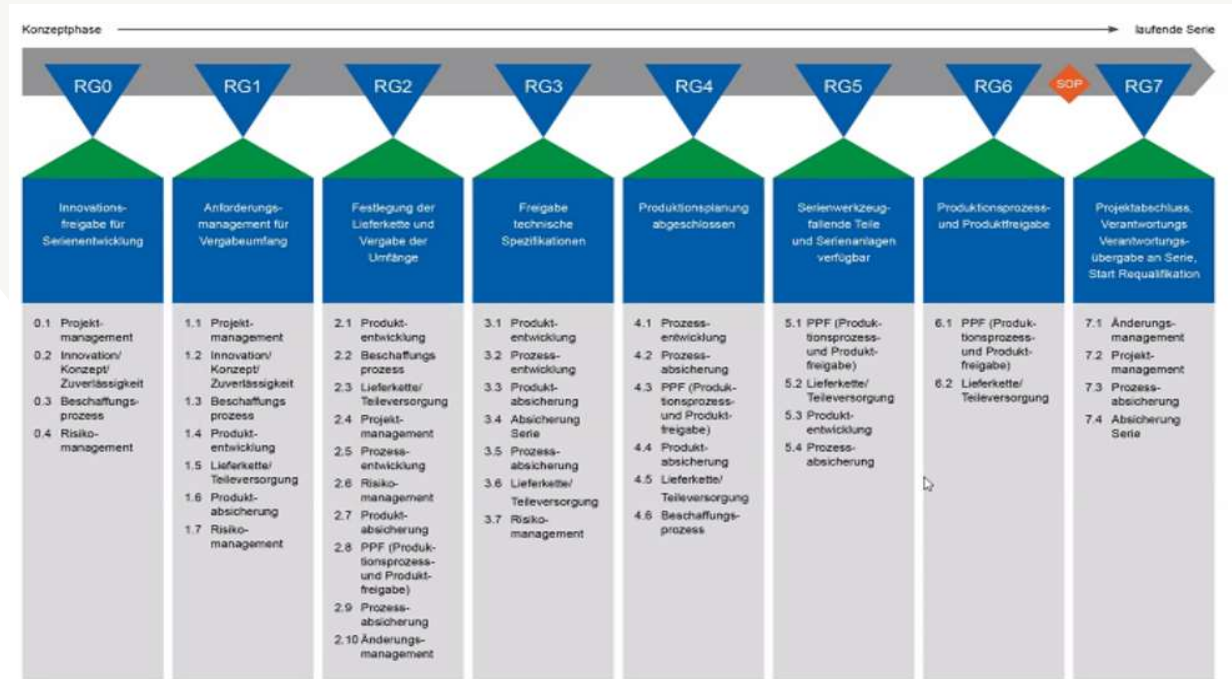 Konzeptphase
laufende Serie
RG0
RG1
RG2
RG3
RG4
RG5
RG6
SOP
RG7
Innovations-
freigabe für
Serienentwicklung
Anforderungs-
management für
Vergabeumfang
Festlegung der
Lieferkette und
Vergabe der
Umfänge
Freigabe
technische
Spezifikationen
Produktionsplanung
abgeschlossen
Serienwerkzeug-
fallende Teile
und Serienanlagen
verfügbar
Produktionsprozess-
und Produktfreigabe
Projektabschluss,
Verantwortungs
Verantwortungs-
übergabe an Serie,
Start Requalifikation
0.1 Projekt-
management
0.2 Innovation/
Konzept/
Zuverlässigkeit
0.3 Beschaffungs-
prozess
0.4 Risiko-
management
1.1 Projekt-
management
1.2 Innovation/
Konzept/
Zuverlässigkeit
1.3 Beschaffungs
prozess
1.4 Produkt-
entwicklung
1.5 Lieferkette/
Teileversorgung
1.6 Produkt-
absicherung
1.7 Risiko-
management
2.1 Produkt-
entwicklung
2.2 Beschaffungs
prozess
2.3 Lieferkette/
Teileversorgung
2.4 Projekt-
management
2.5 Prozess-
entwicklung
2.6 Risiko-
management
2.7 Produkt-
absicherung
2.8 PPF (Produk-
tionsprozess-
und Produkt-
freigabe)
2.9 Prozess-
absicherung
2.10 Änderungs-
management
3.1 Produkt-
entwicklung
3.2 Prozess-
entwicklung
3.3 Produkt-
absicherung
3.4 Absicherung
Serie
3.5 Prozess-
absicherung
3.6 Lieferkette/
Teileversorgung
3.7 Risiko-
management
4.1 Prozess-
entwicklung
4.2 Prozess-
absicherung
4.3 PPF (Produk-
tionsprozess-
und Produkt-
freigabe)
4.4 Produkt-
absicherung
4.5 Lieferkette/
Teileversorgung
4.6 Beschaffungs-
prozess
5.1 PPF (Produk-
tionsprozess-
und Produkt-
freigabe)
5.2 Lieferkette/
Teileversorgung
5.3 Produkt-
entwicklung
5.4 Prozess-
absicherung
6.1 PPF (Produk-
tionsprozess-
und Produkt-
freigabe)
6.2 Lieferkette/
Teileversorgung
7.1 Änderungs-
management
7.2 Projekt-
management
7.3 Prozess-
absicherung
7.4 Absicherung
Serie